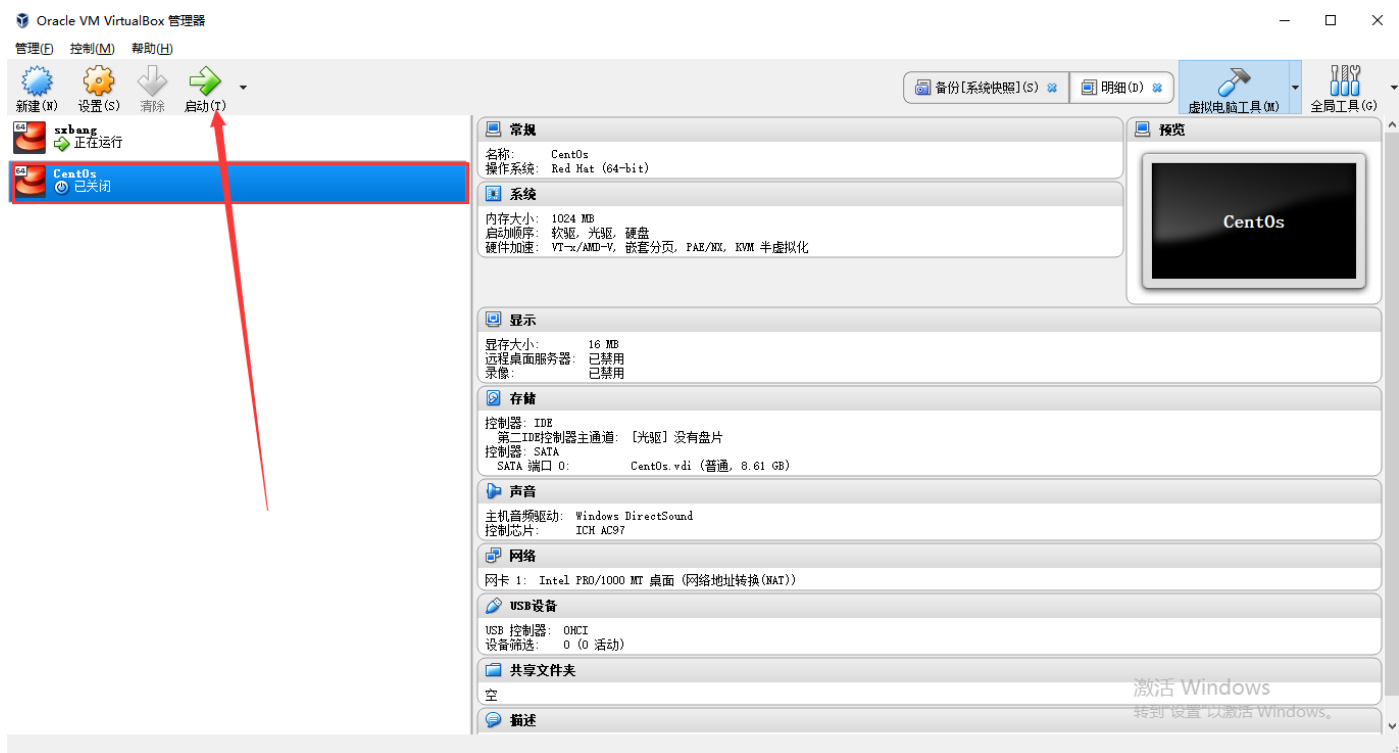 Oracle VM VirtualBox 管理器
管理(F) 控制(M) 帮助(H)
新建(N) 设置(S) 清除 启动(T)
备份[系统快照](S) 明细(D) 虚拟电脑工具(M) 全局工具(G)
64
sxbang
正在运行
64
CentOs
已关闭
常规
名称: CentOs
操作系统: Red Hat (64-bit)
系统
内存大小: 1024 MB
启动顺序: 软驱, 光驱, 硬盘
硬件加速: VT-x/AMD-V, 嵌套分页, PAE/NX, KVM 半虚拟化
预览
CentOs
显示
显存大小: 16 MB
远程桌面服务器: 已禁用
录像: 已禁用
存储
控制器: IDE
第二IDE控制器主通道: [光驱] 没有盘片
控制器: SATA
SATA 端口 0: CentOs.vdi (普通, 8.61 GB)
声音
主机音频驱动: Windows DirectSound
控制芯片: ICH AC97
网络
网卡 1: Intel PRO/1000 MT 桌面 (网络地址转换(NAT))
USB设备
USB 控制器: OHCI
设备筛选: 0 (0 活动)
共享文件夹
空
描述
激活 Windows
转到"设置"以激活 Windows。